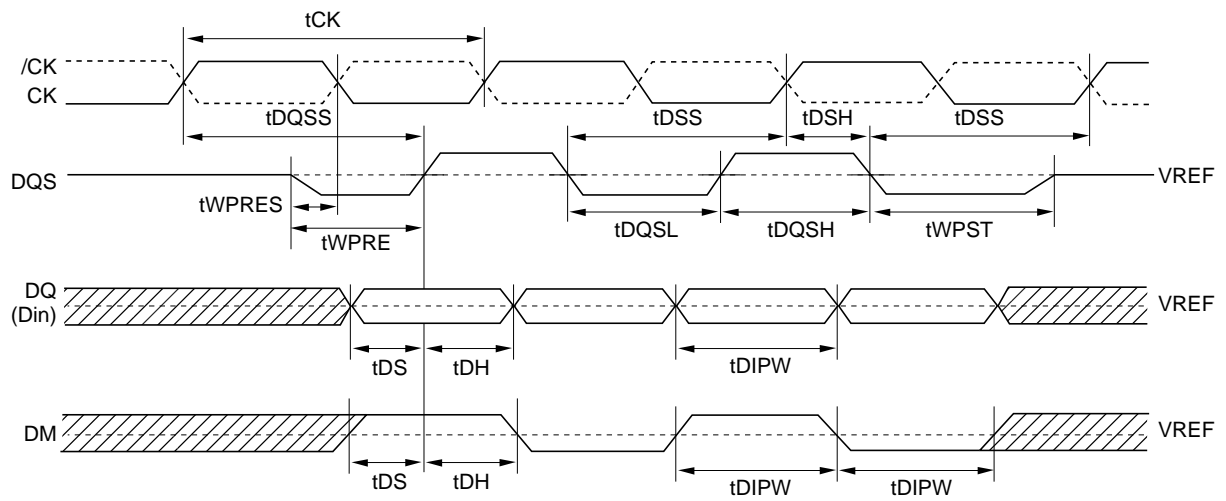 tCK
/CK
CK
tDQSS
tDSS
tDSH
tDSS
DQS
VREF
tWPRES
tWPRE
tDQSL
tDQSH
tWPST
DQ
(Din)
VREF
tDS
tDH
tDIPW
DM
VREF
tDS
tDH
tDIPW
tDIPW